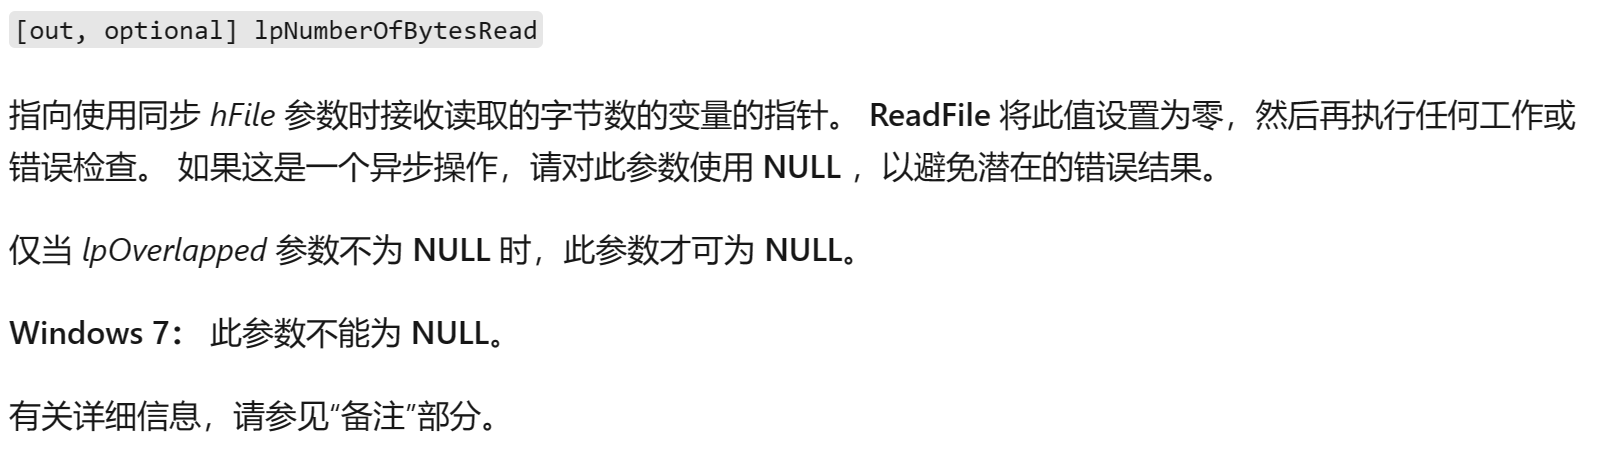 [out, optional] lpNumberOfBytesRead
指向使用同步 hFile 参数时接收读取的字节数的变量的指针。 ReadFile 将此值设置为零，然后再执行任何工作或
错误检查。 如果这是一个异步操作，请对此参数使用 NULL ，以避免潜在的错误结果。
仅当 lpOverlapped 参数不为 NULL 时，此参数才可为 NULL。
Windows 7： 此参数不能为 NULL。
有关详细信息，请参见“备注”部分。